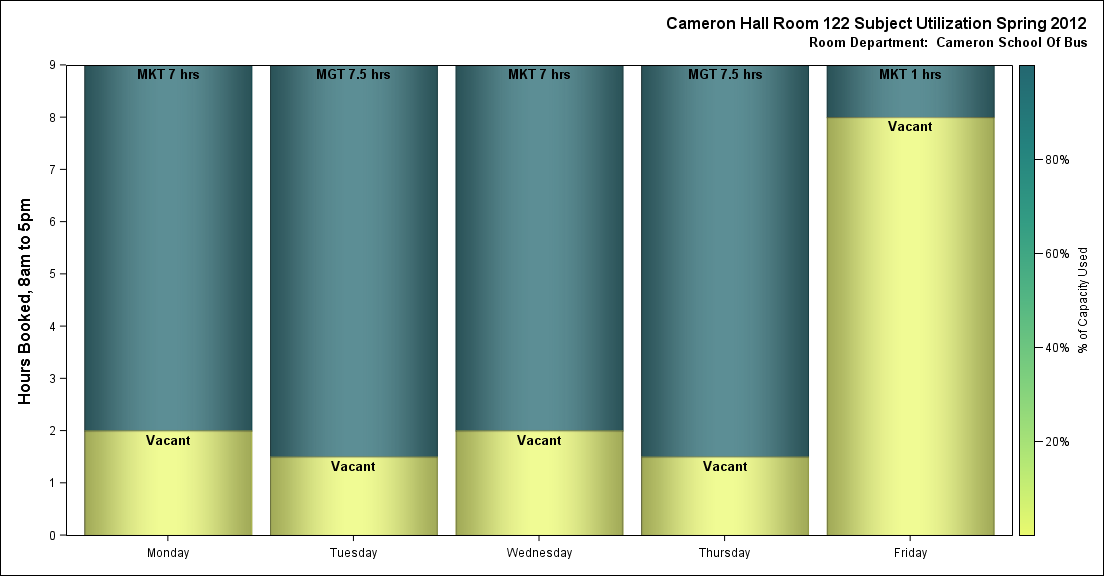 Cameron Hall Room 122 Subject Utilization Spring 2012
Room Department:  Cameron School Of Bus
Hours Booked, 8am to 5pm
9
8
7
6
5
4
3
2
1
0
MKT 7 hrs
MGT 7.5 hrs
MKT 7 hrs
MGT 7.5 hrs
MKT 1 hrs
Vacant
Vacant
Vacant
Vacant
Vacant
Monday
Tuesday
Wednesday
Thursday
Friday
80%
60%
40%
20%
% of Capacity Used